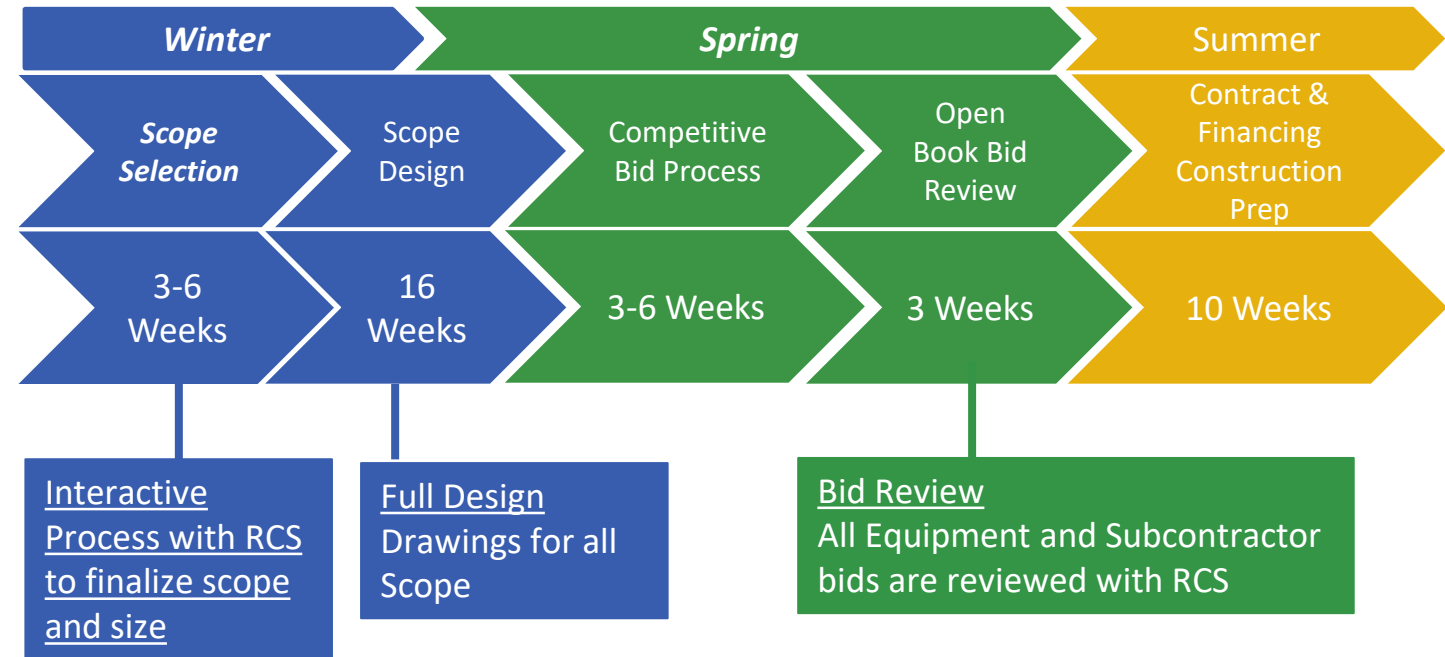 Winter
Spring
Summer
Scope
Selection
Scope
Design
Competitive
Bid Process
Open
Book Bid
Review
Contract &
Financing
Construction
Prep
3-6
Weeks
16
Weeks
3-6 Weeks
3 Weeks
10 Weeks
Interactive
Process with RCS
to finalize scope
and size
Full Design
Drawings for all
Scope
Bid Review
All Equipment and Subcontractor
bids are reviewed with RCS